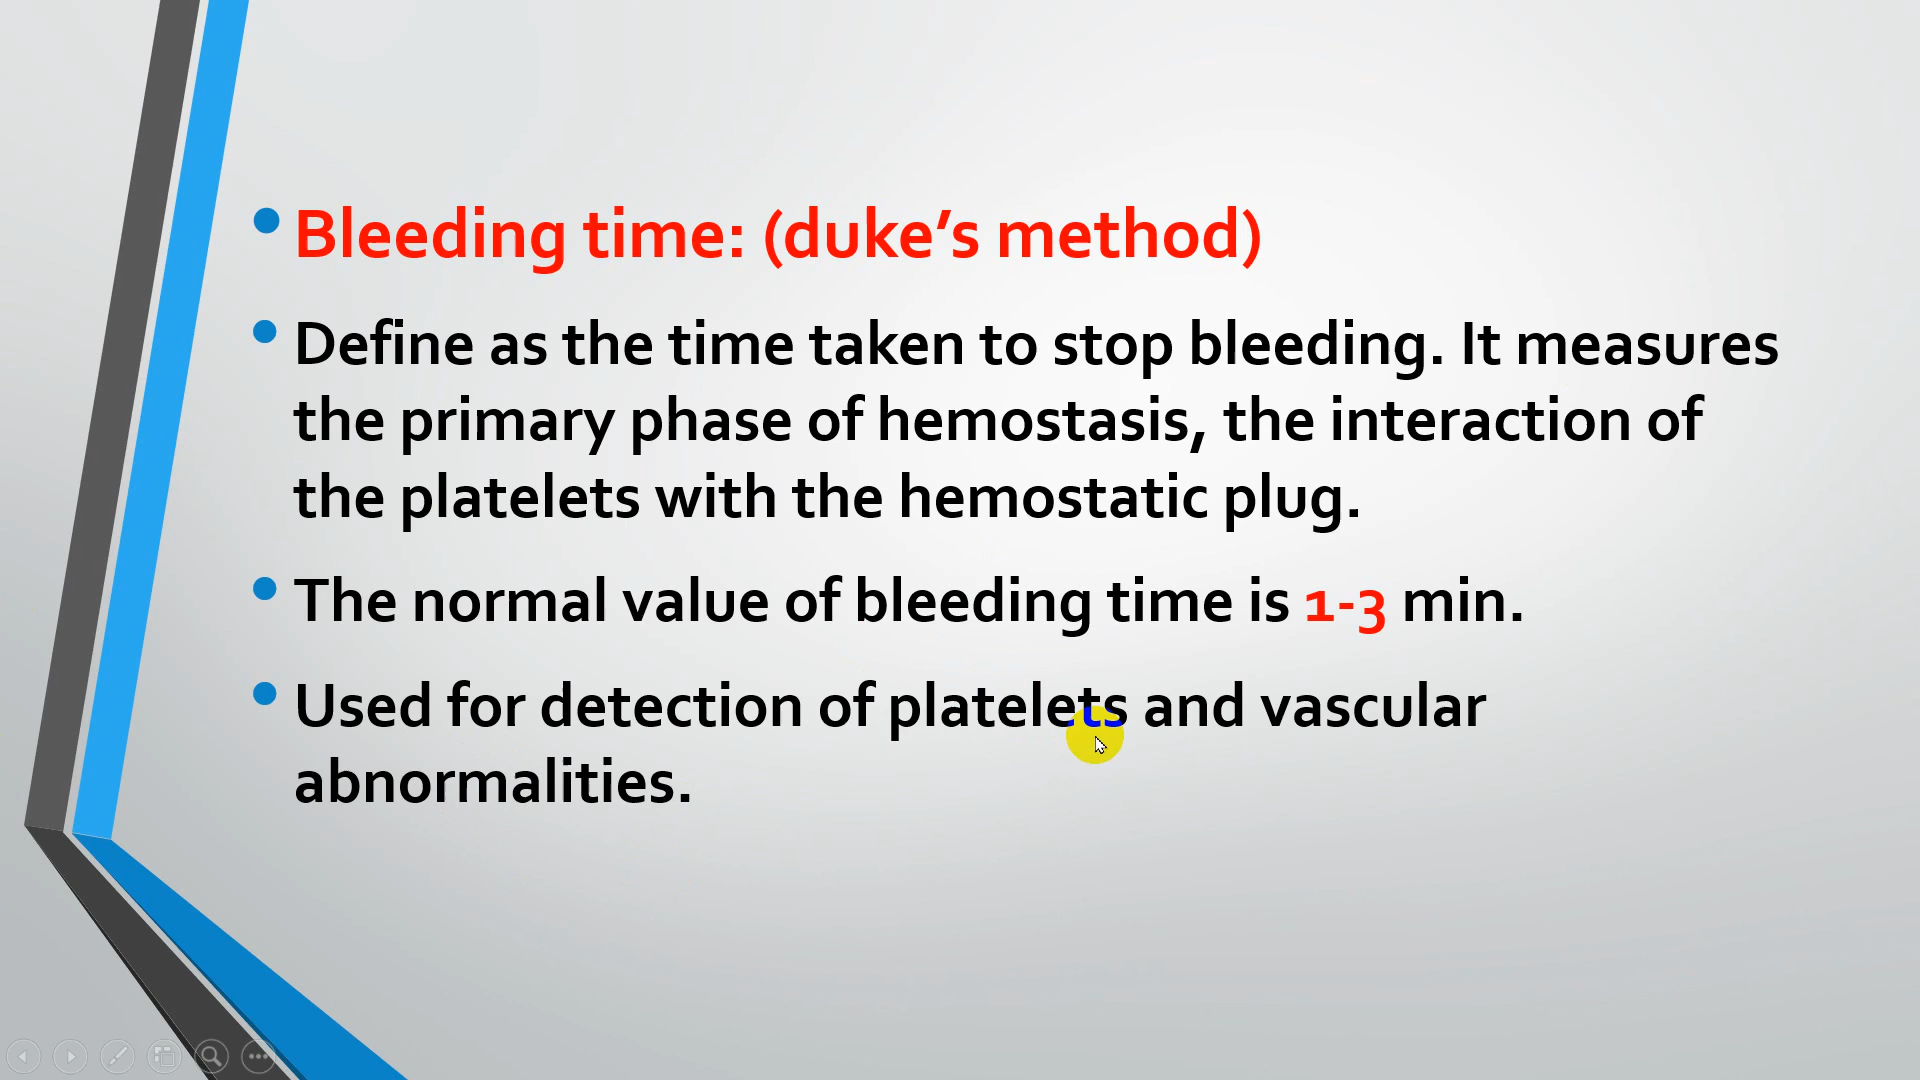 Bleeding time: (duke’s method)
Define as the time taken to stop bleeding. It measures
the primary phase of hemostasis, the interaction of
the platelets with the hemostatic plug.
The normal value of bleeding time is 1-3 min.
Used for detection of platelets and vascular
abnormalities.